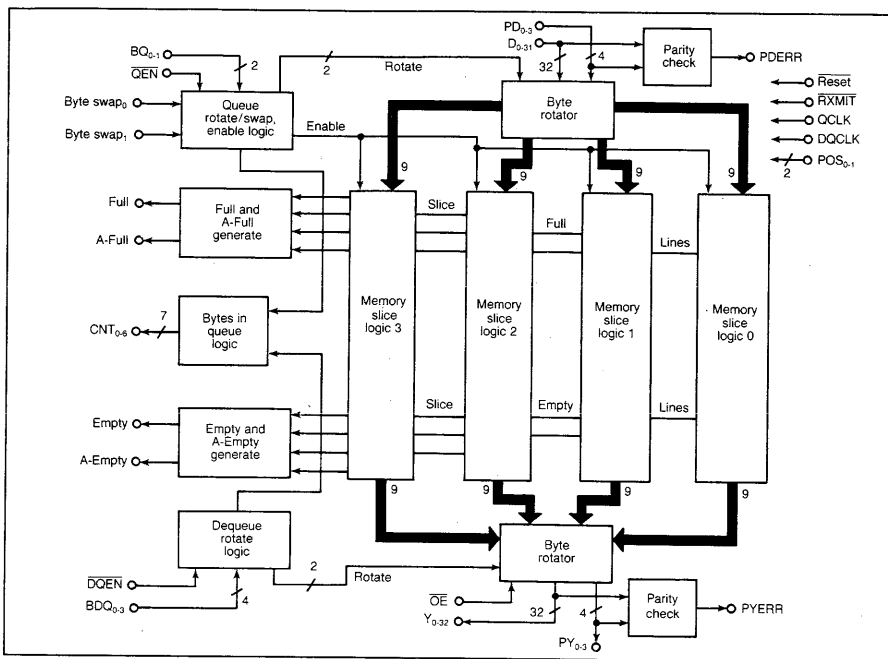 PD0-3
BQ0-1
D0-31
QEN
2
2
Rotate
32
4
Parity
check
PDERR
Byte swap0
Byte swap1
Queue
rotate/swap,
enable logic
Enable
Byte
rotator
Reset
RXMIT
QCLK
DQCLK
POS0-1
2
9
9
9
9
Full
A-Full
Full and
A-Full
generate
Slice
Full
Lines
CNT0-6
7
Bytes in
queue
logic
Memory
slice
logic 3
Memory
slice
logic 2
Memory
slice
logic 1
Memory
slice
logic 0
Empty
A-Empty
Empty and
A-Empty
generate
Slice
Empty
Lines
9
9
9
9
Dequeue
rotate
logic
Byte
rotator
DQEN
BDQ0-3
4
2
Rotate
OE
Y0-32
32
4
PY0-3
Parity
check
PYERR